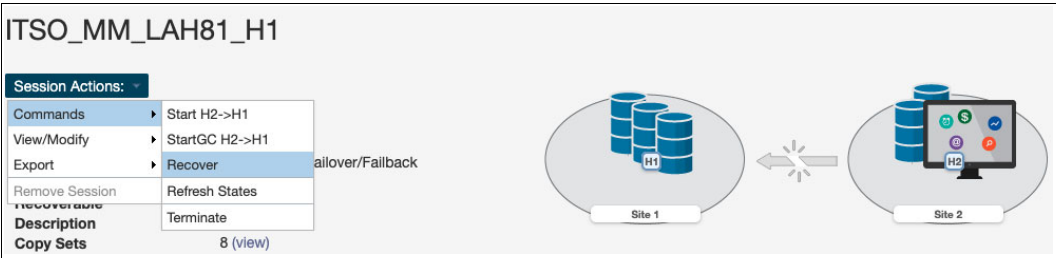 ITSO_MM_LAH81_H1
Session Actions:
Commands
Start H2->H1
View/Modify
StartGC H2->H1
Export
Recover
ailover/Failback
Remove Session
Refresh States
Recoverable
Terminate
Description
Copy Sets
8 (view)
H1
H2
Site 1
Site 2